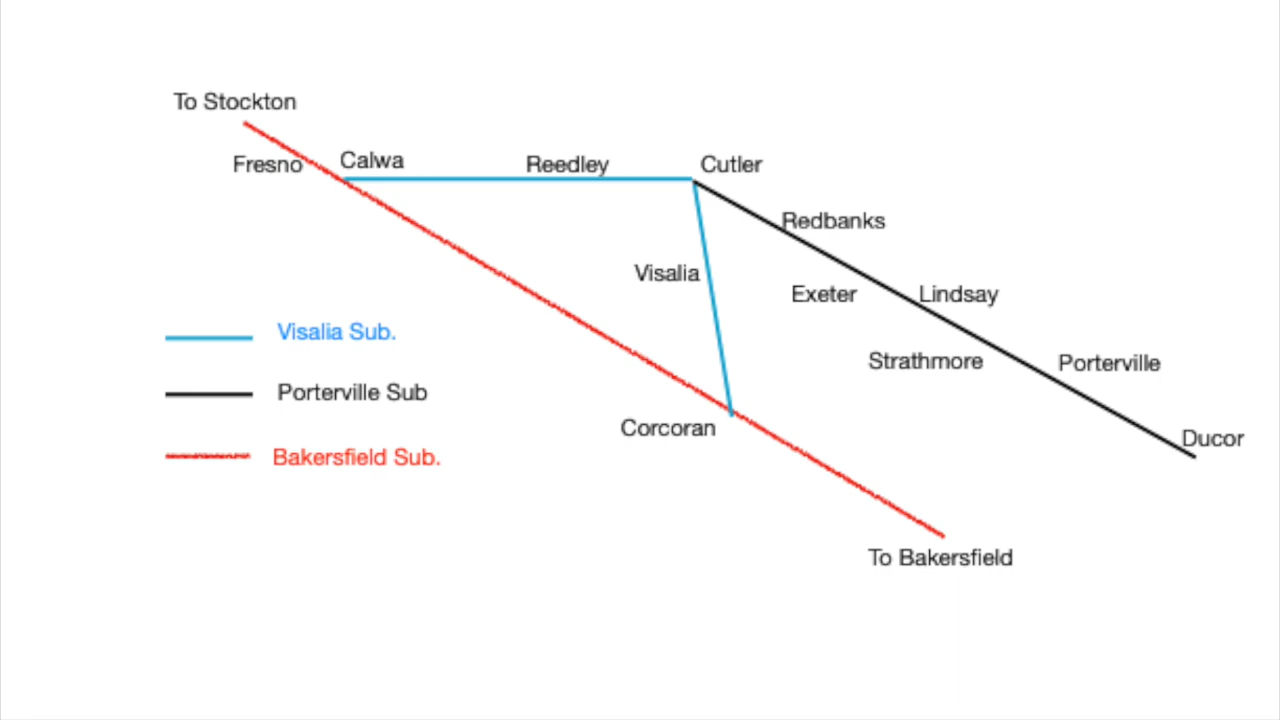 To Stockton
Fresno
Calwa
Reedley
Cutler
Redbanks
Visalia
Exeter
Lindsay
Visalia Sub.
Strathmore
Porterville
Porterville Sub
Corcoran
Ducor
Bakersfield Sub.
To Bakersfield